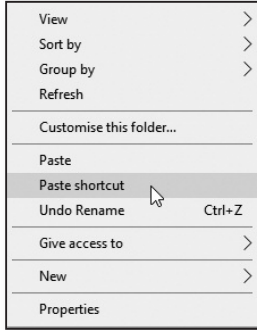 View
Sort by
Group by
Refresh
Customise this folder...
Paste
Paste shortcut
Undo Rename Ctrl+Z
Give access to
New
Properties